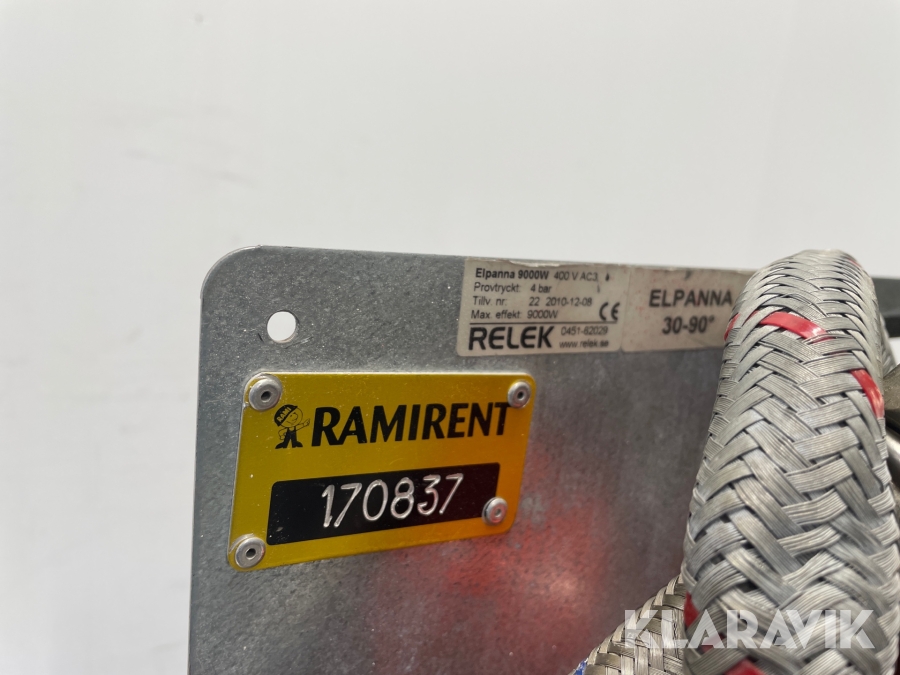 Elpanna 9000W 400 V AC3
Provtryckt: 4 bar
Tillv. nr: 22 2010-12-08
Max. effekt: 9000W CE
RELEK 0451-82029
www.relek.se
ELPANNA
30-90°
RAMI
RAMIRENT
170837
KLARAVIK